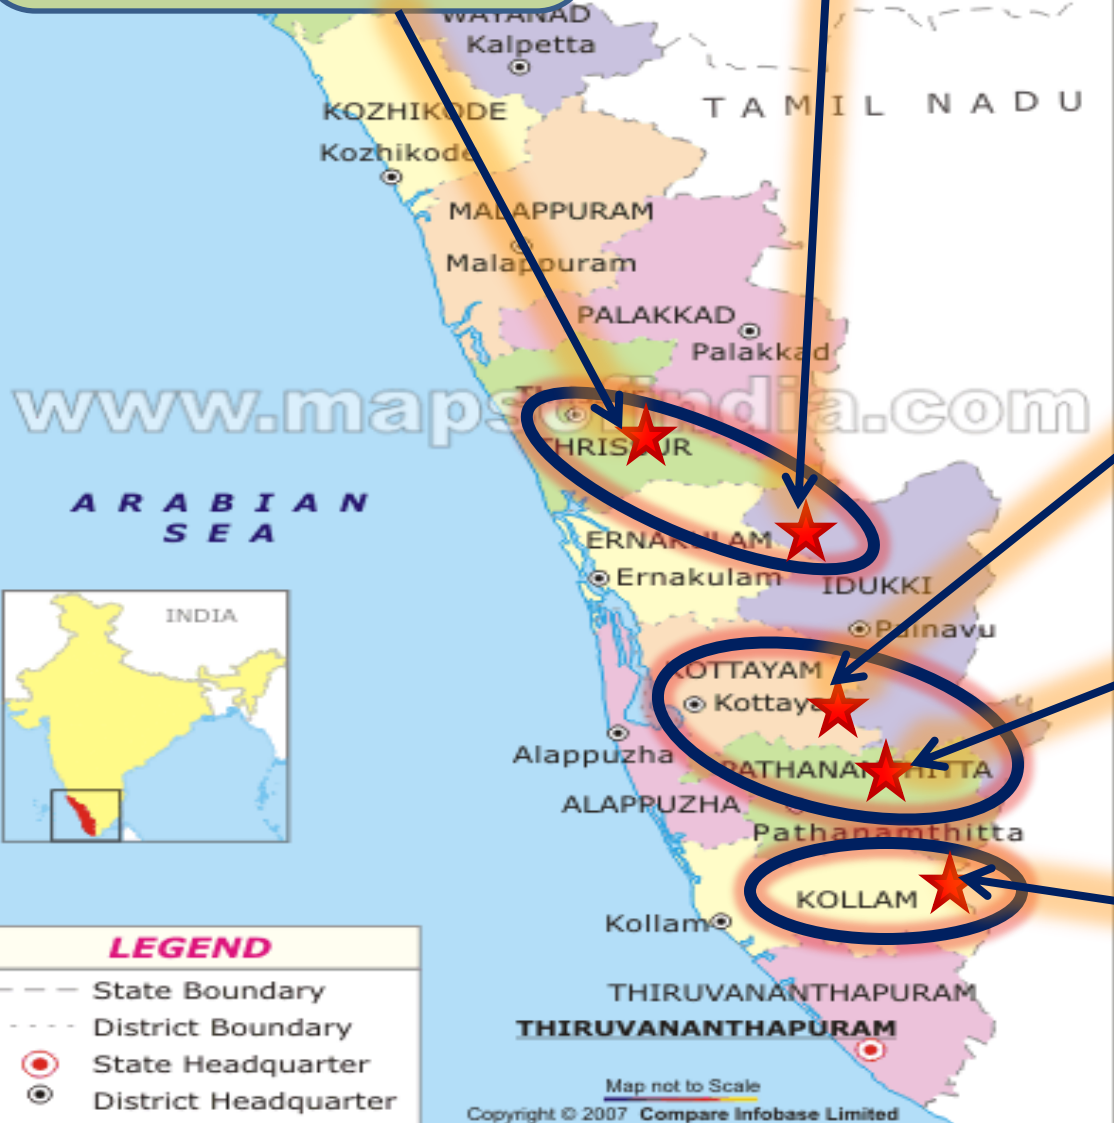 WAYANAD
Kalpetta
TAMIL NADU
KOZHIKODE
Kozhikode
MALAPPURAM
Malappuram
PALAKKAD
Palakkad
www.mapsofindia.com
THRISSUR
ARABIAN
SEA
ERNAKULAM
Ernakulam
IDUKKI
INDIA
Painavu
KOTTAYAM
Kottayam
Alappuzha
PATHANAMTHITTA
ALAPPUZHA
Pathanamthitta
KOLLAM
Kollam
LEGEND
State Boundary
District Boundary
State Headquarter
District Headquarter
THIRUVANANTHAPURAM
THIRUVANANTHAPURAM
Map not to Scale
Copyright © 2007 Compare Infobase Limited